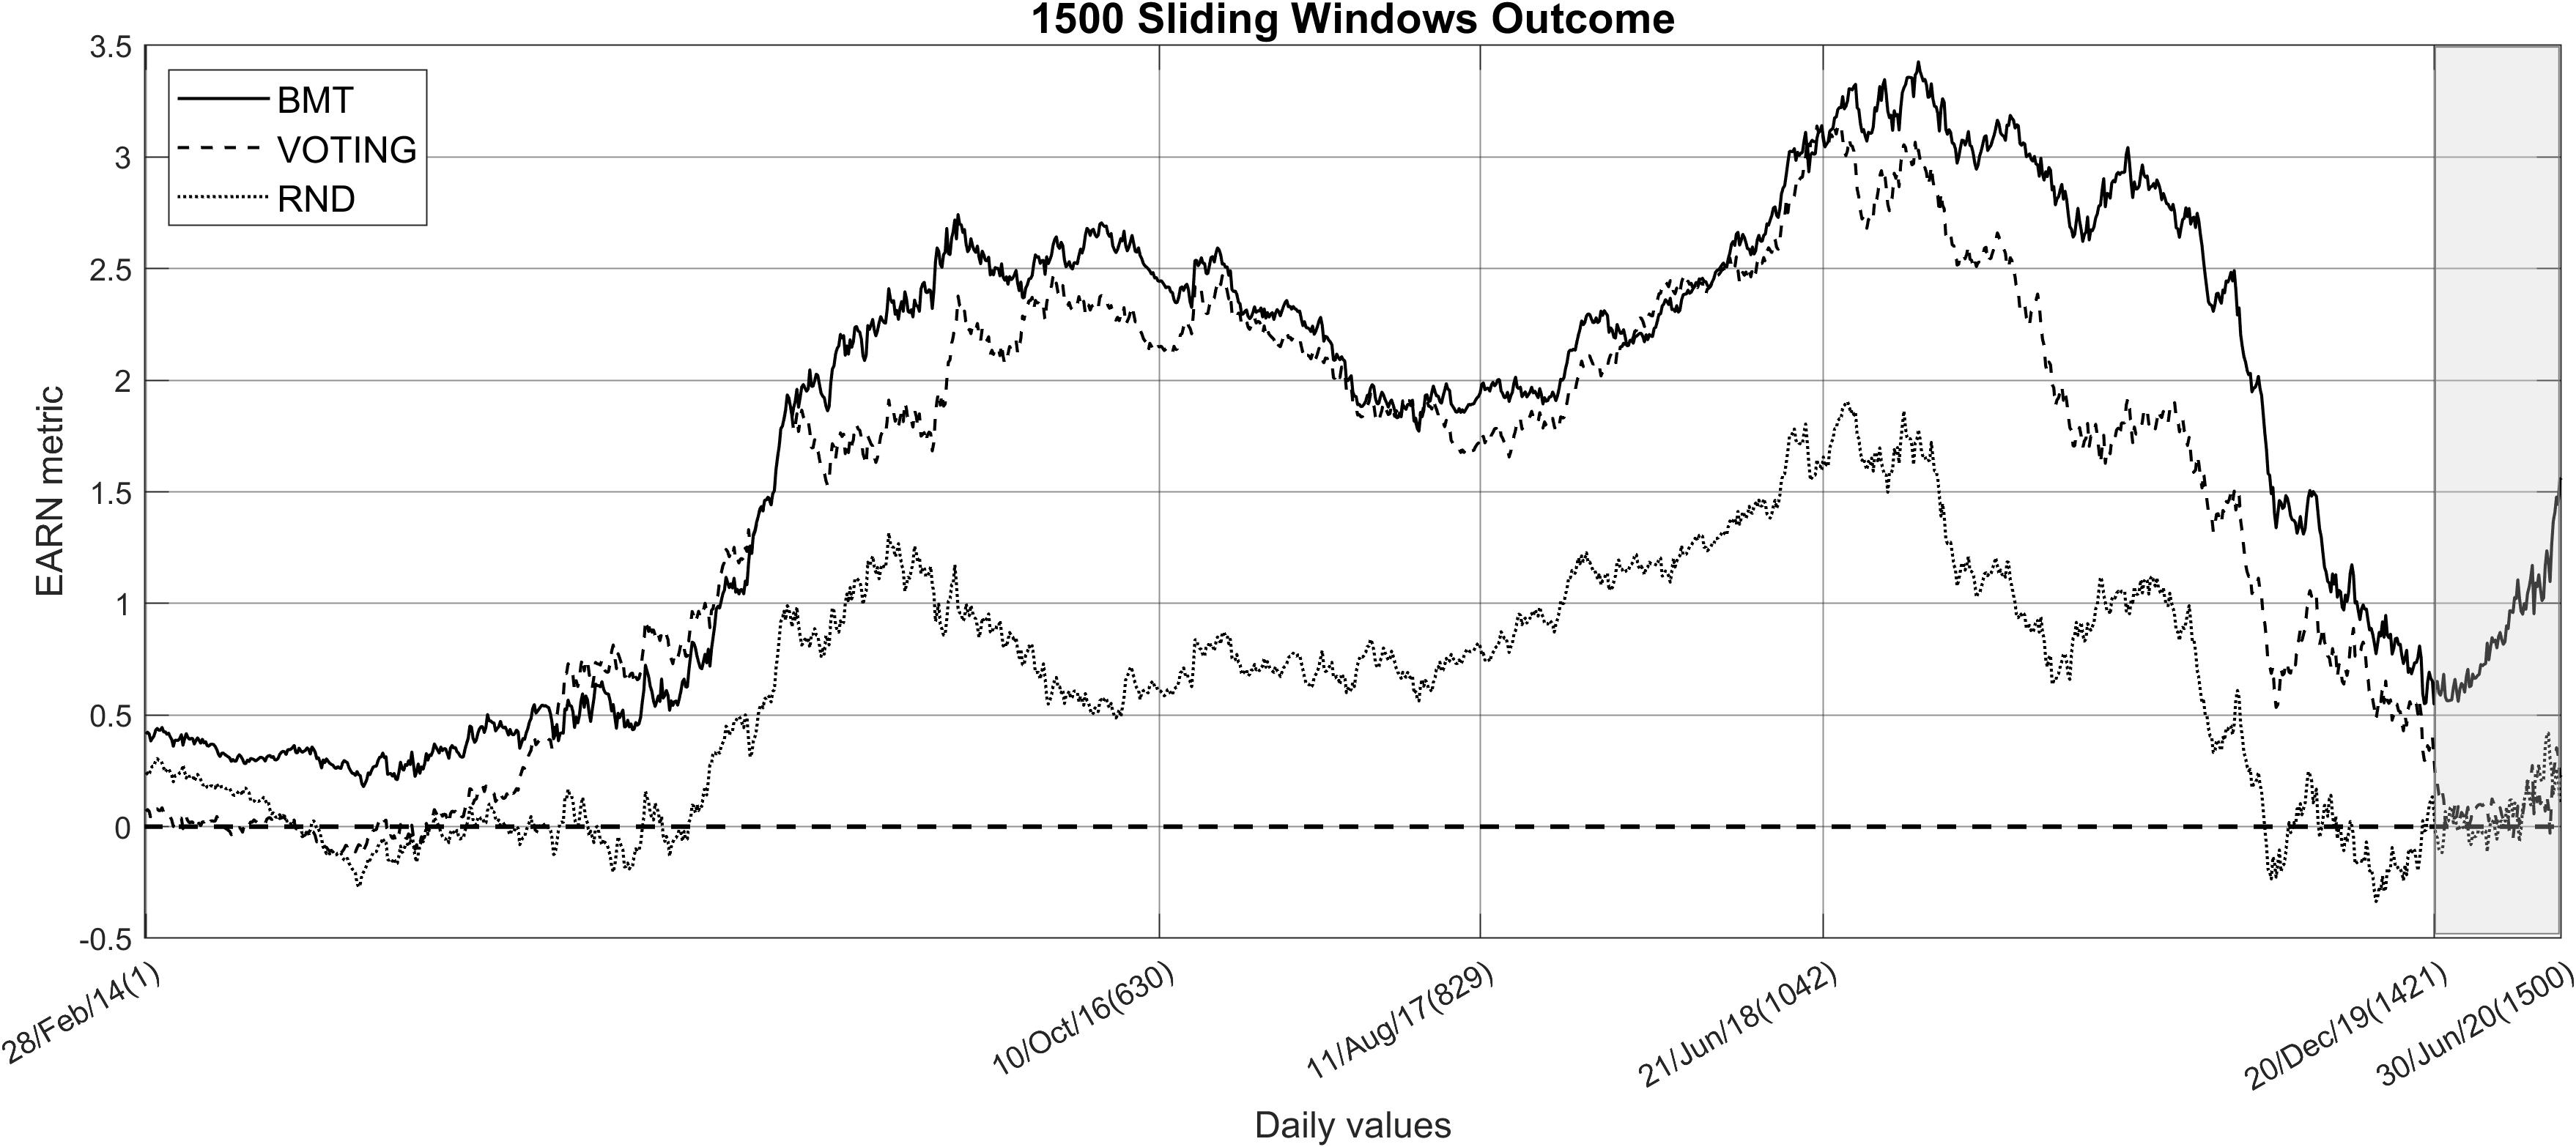 1500 Sliding Windows Outcome
3.5
3
2.5
2
1.5
1
0.5
0
-0.5
EARN metric
BMT
VOTING
RND
28/Feb/14(1)
10/Oct/16(630)
11/Aug/17(829)
21/Jun/18(1042)
20/Dec/19(1421)
30/Jun/20(1500)
Daily values